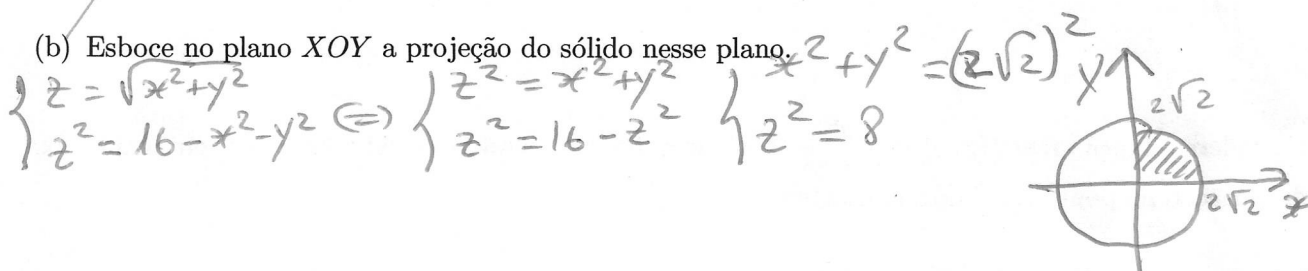 (b) Esboce no plano XOY a projeção do sólido nesse plano.
{ z = √(x²+y²) ⇔ { z² = x²+y² { x²+y² = (2√2)²
{ z² = 16 - x² - y² { z² = 16 - z² { z² = 8
y
2√2
2√2 x